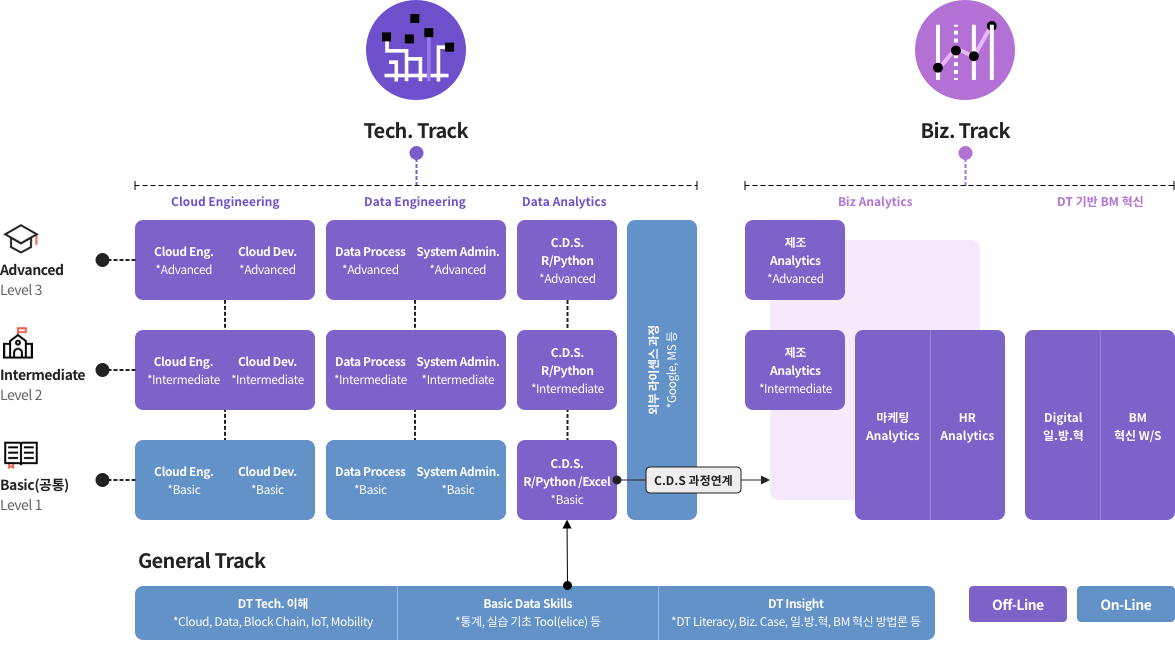 Tech. Track
Biz. Track
Cloud Engineering
Data Engineering
Data Analytics
Biz Analytics
DT 기반 BM 혁신
Advanced
Level 3
Cloud Eng.
*Advanced
Cloud Dev.
*Advanced
Data Process
*Advanced
System Admin.
*Advanced
C.D.S.
R/Python
*Advanced
제조
Analytics
*Advanced
외부 라이센스 과정
*Google, MS 등
Intermediate
Level 2
Cloud Eng.
*Intermediate
Cloud Dev.
*Intermediate
Data Process
*Intermediate
System Admin.
*Intermediate
C.D.S.
R/Python
*Intermediate
제조
Analytics
*Intermediate
마케팅
Analytics
HR
Analytics
Digital
일.방.혁
BM
혁신 W/S
Basic(공통)
Level 1
Cloud Eng.
*Basic
Cloud Dev.
*Basic
Data Process
*Basic
System Admin.
*Basic
C.D.S.
R/Python /Excel
*Basic
C.D.S 과정연계
General Track
DT Tech. 이해
*Cloud, Data, Block Chain, IoT, Mobility
Basic Data Skills
*통계, 실습 기초 Tool(elice) 등
DT Insight
*DT Literacy, Biz. Case, 일.방.혁, BM 혁신 방법론 등
Off-Line
On-Line